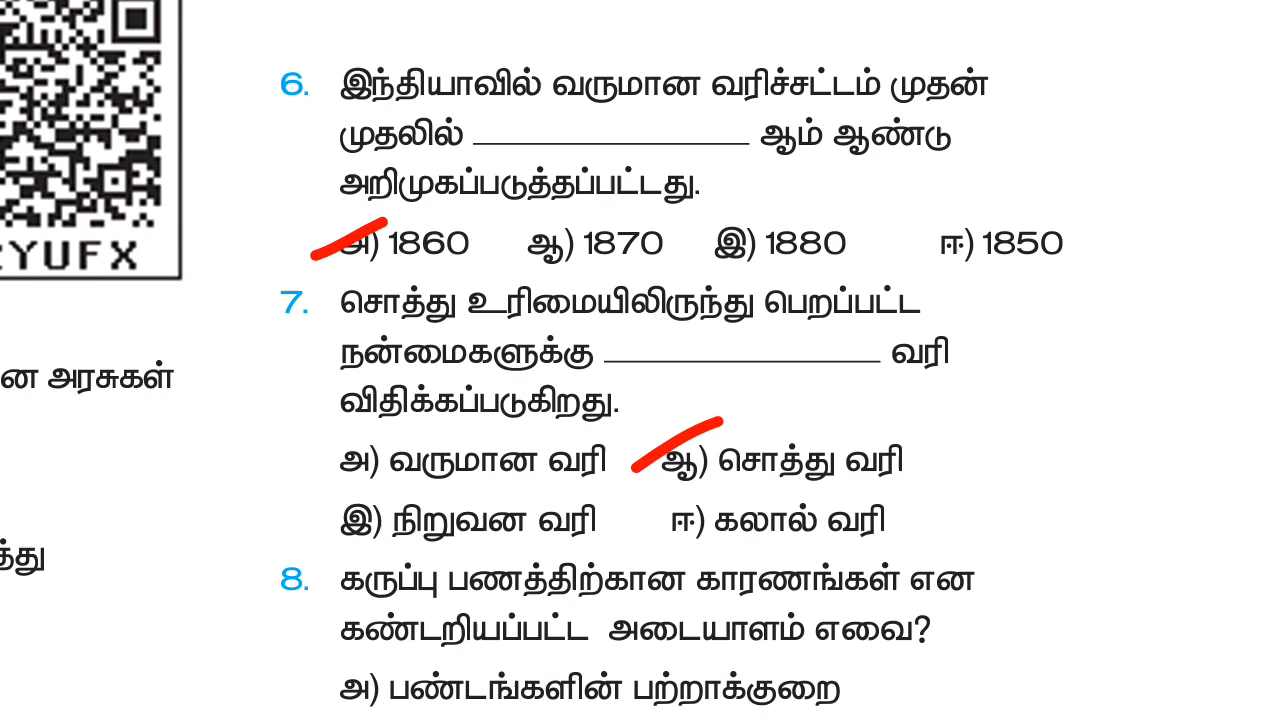 6. இந்தியாவில் வருமான வரிச்சட்டம் முதன்
முதலில் ____________ ஆம் ஆண்டு
அறிமுகப்படுத்தப்பட்டது.
அ) 1860 ஆ) 1870 இ) 1880 ஈ) 1850
YUFX
7. சொத்து உரிமையிலிருந்து பெறப்பட்ட
நன்மைகளுக்கு ____________ வரி
விதிக்கப்படுகிறது.
ன அரசுகள்
அ) வருமான வரி ஆ) சொத்து வரி
இ) நிறுவன வரி ஈ) கலால் வரி
த்து
8. கருப்பு பணத்திற்கான காரணங்கள் என
கண்டறியப்பட்ட அடையாளம் எவை?
அ) பண்டங்களின் பற்றாக்குறை